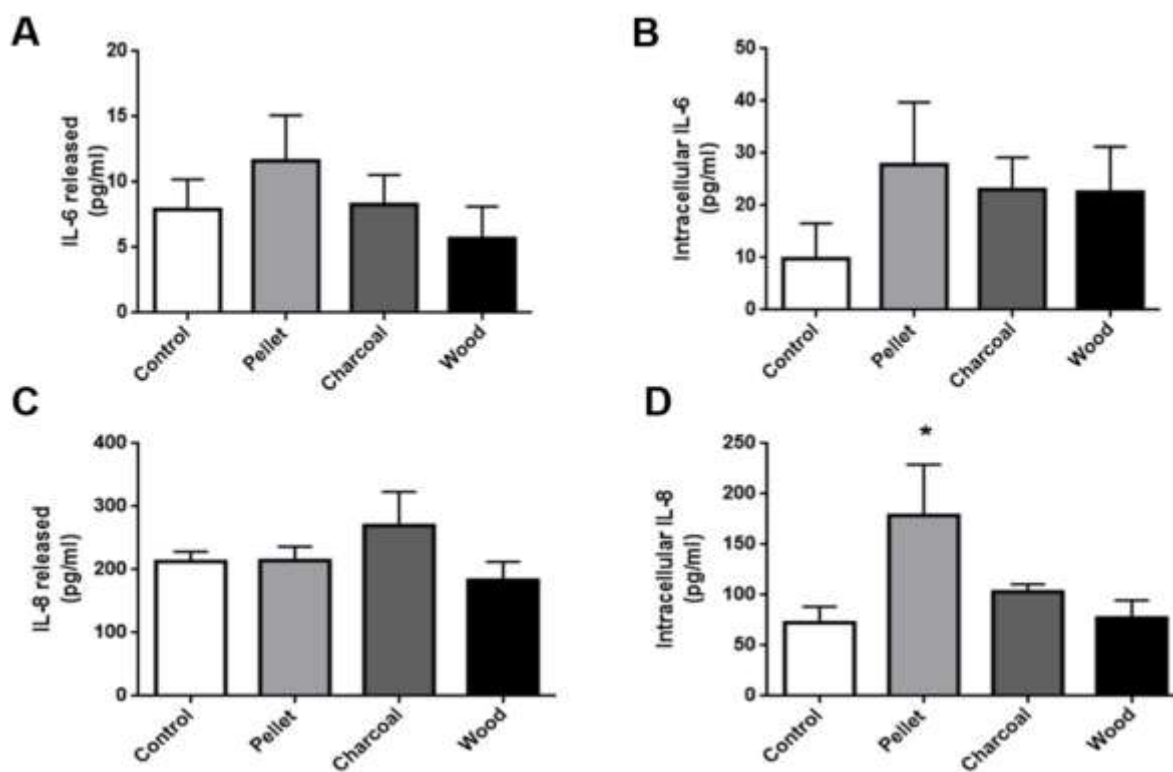 A
IL-6 released
(pg/ml)
20
15
10
5
0
Control
Pellet
Charcoal
Wood
B
Intracellular IL-6
(pg/ml)
50
40
30
20
10
0
Control
Pellet
Charcoal
Wood
C
IL-8 released
(pg/ml)
400
300
200
100
0
Control
Pellet
Charcoal
Wood
D
Intracellular IL-8
(pg/ml)
250
200
150
100
50
0
*
Control
Pellet
Charcoal
Wood